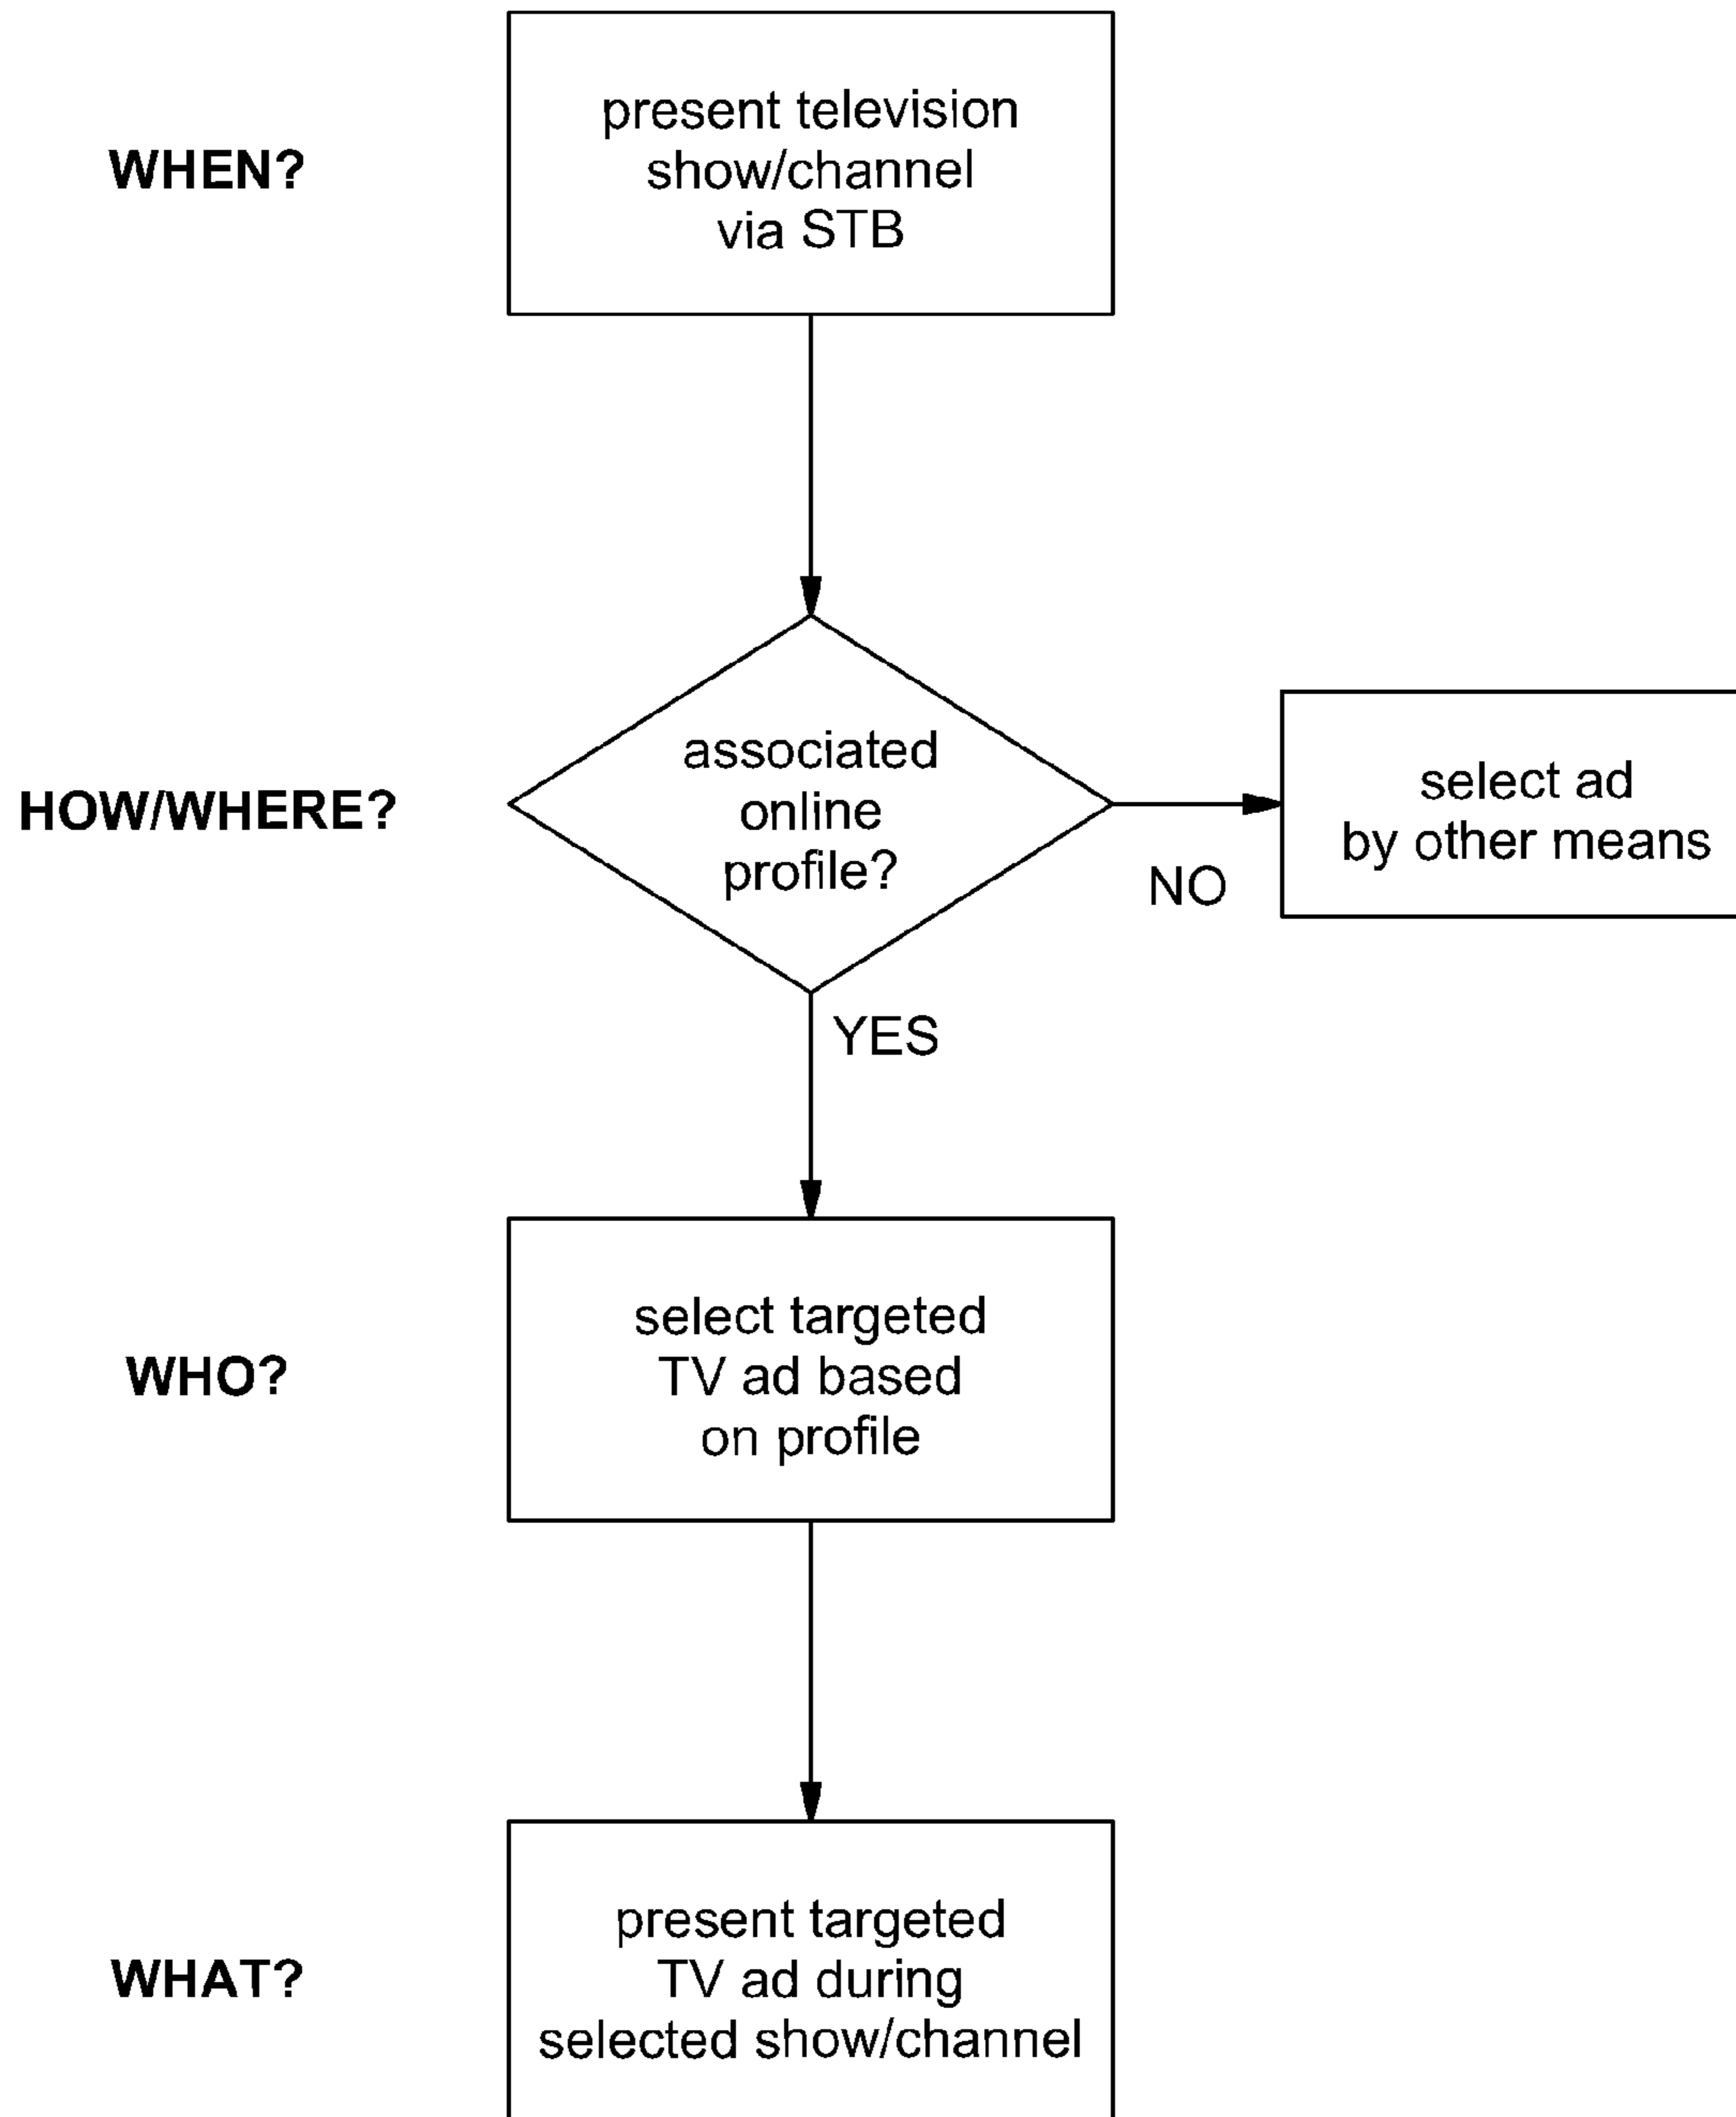 present television
show/channel
via STB
WHEN?
associated
online
profile?
HOW/WHERE?
select ad
by other means
NO
YES
select targeted
TV ad based
on profile
WHO?
present targeted
TV ad during
selected show/channel
WHAT?